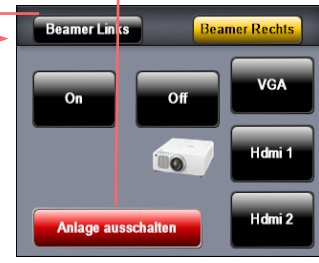 Beamer Links
Beamer Rechts
On
Off
VGA
Hdmi 1
Anlage ausschalten
Hdmi 2